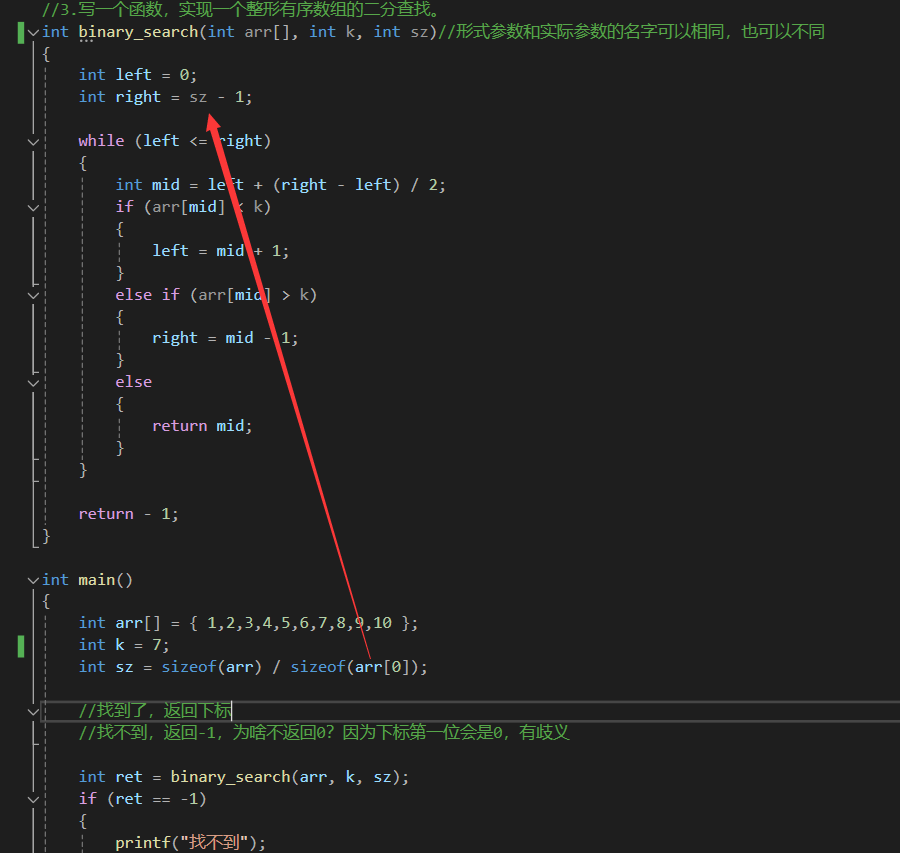 //3.写一个函数，实现一个整形有序数组的二分查找。
int binary_search(int arr[], int k, int sz)//形式参数和实际参数的名字可以相同，也可以不同
{
int left = 0;
int right = sz - 1;
while (left <= right)
{
int mid = left + (right - left) / 2;
if (arr[mid] < k)
{
left = mid + 1;
}
else if (arr[mid] > k)
{
right = mid - 1;
}
else
{
return mid;
}
}
return - 1;
}
int main()
{
int arr[] = { 1,2,3,4,5,6,7,8,9,10 };
int k = 7;
int sz = sizeof(arr) / sizeof(arr[0]);
//找到了，返回下标
//找不到，返回-1，为啥不返回0？因为下标第一位会是0，有歧义
int ret = binary_search(arr, k, sz);
if (ret == -1)
{
printf("找不到");